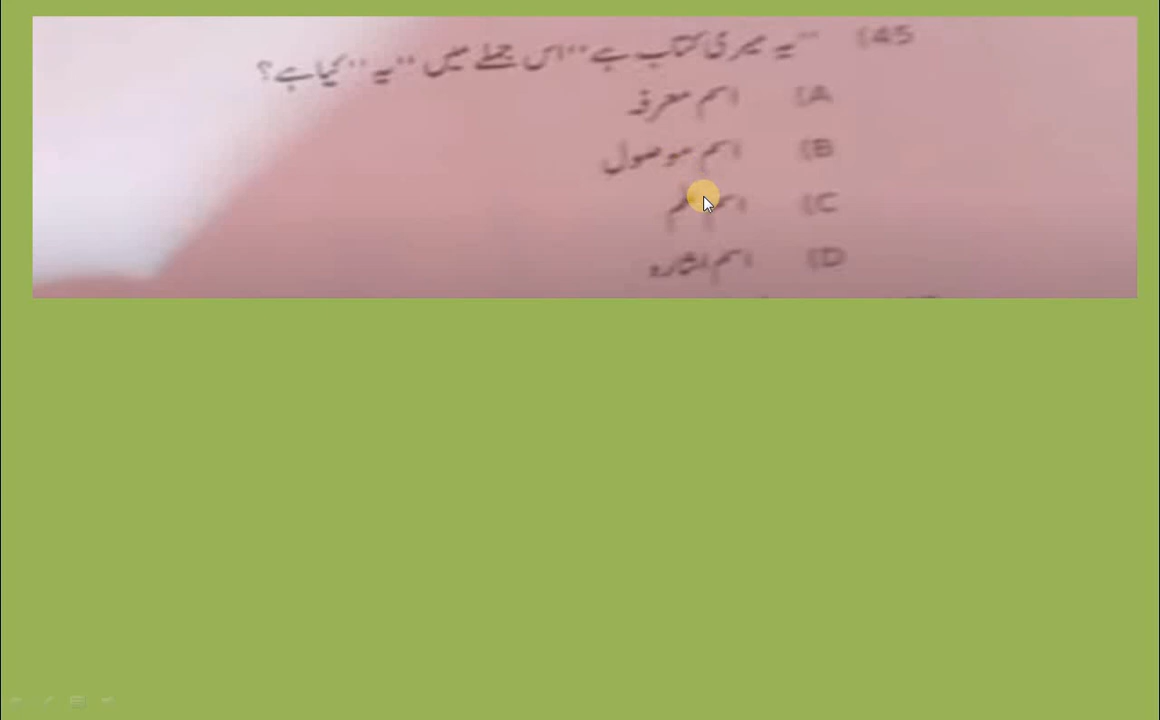 45) "یہ میری کتاب ہے" اس جملے میں "یہ" کیا ہے؟
A) اسم معرفہ
B) اسم موصول
C) اسم
D) اسم اشارہ